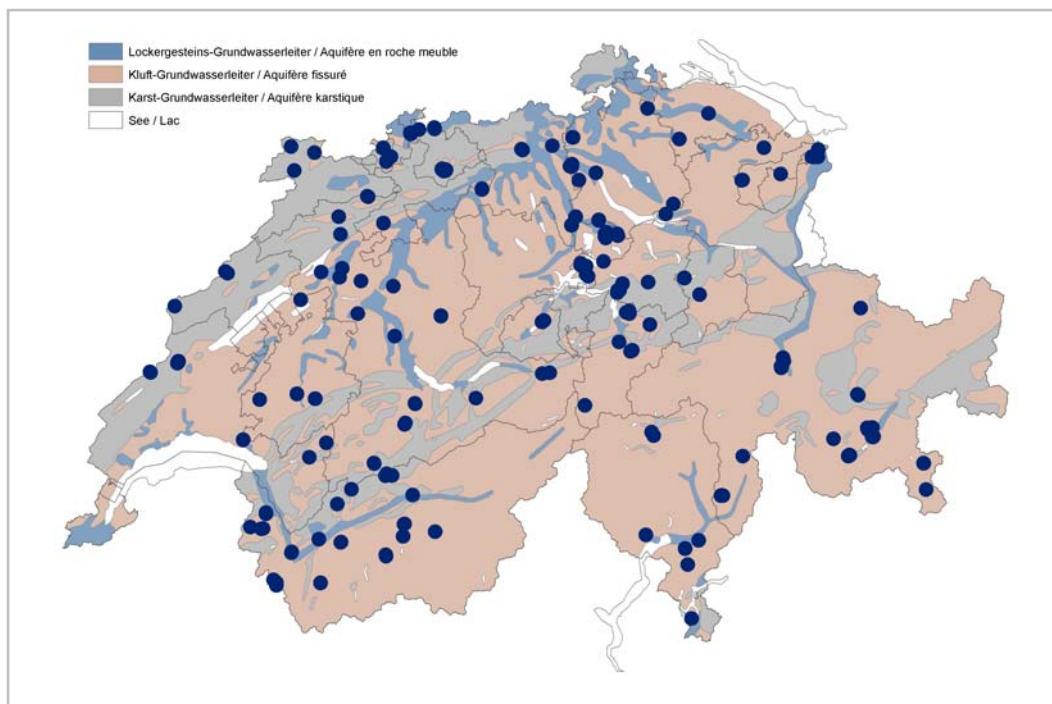 Lockergesteins-Grundwasserleiter / Aquifère en roche meuble
Kluft-Grundwasserleiter / Aquifère fissuré
Karst-Grundwasserleiter / Aquifère karstique
See / Lac